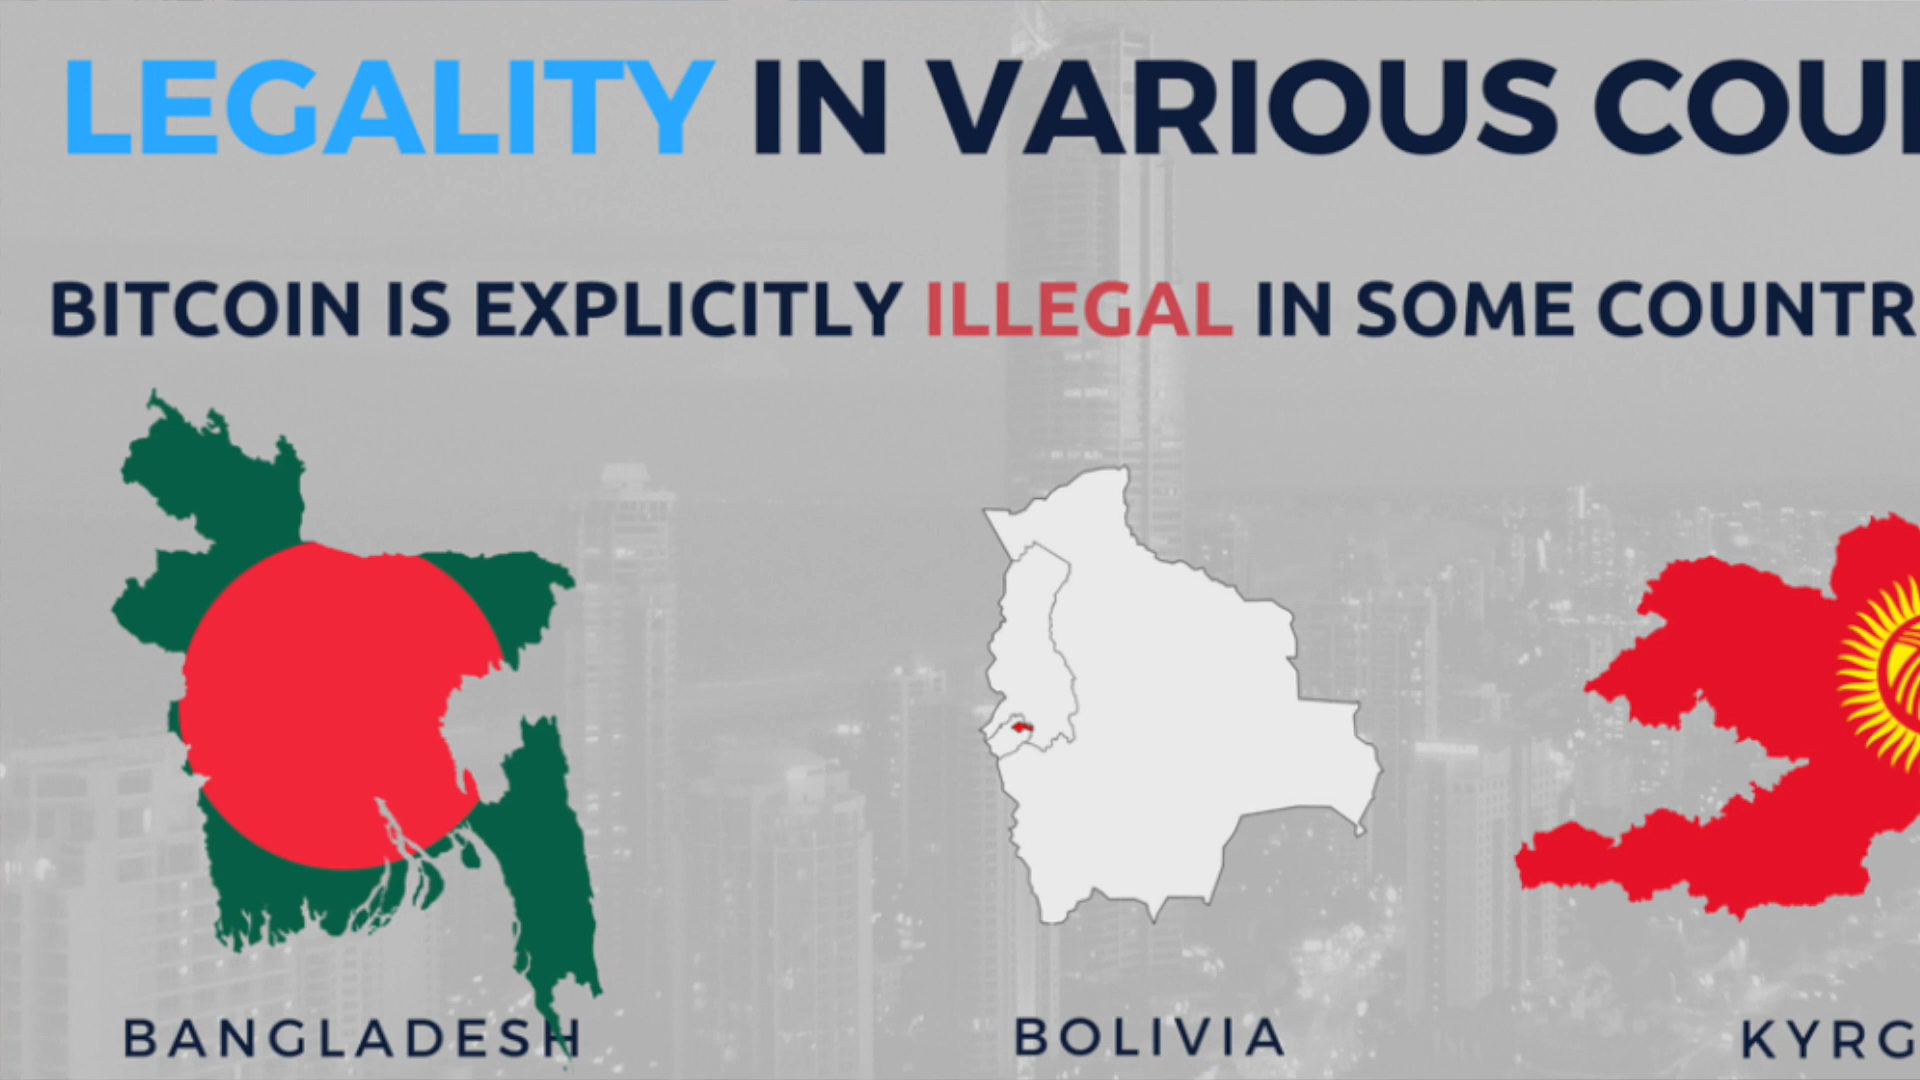 LEGALITY IN VARIOUS COU
BITCOIN IS EXPLICITLY ILLEGAL IN SOME COUNTR
BANGLADESH
BOLIVIA
KYRG